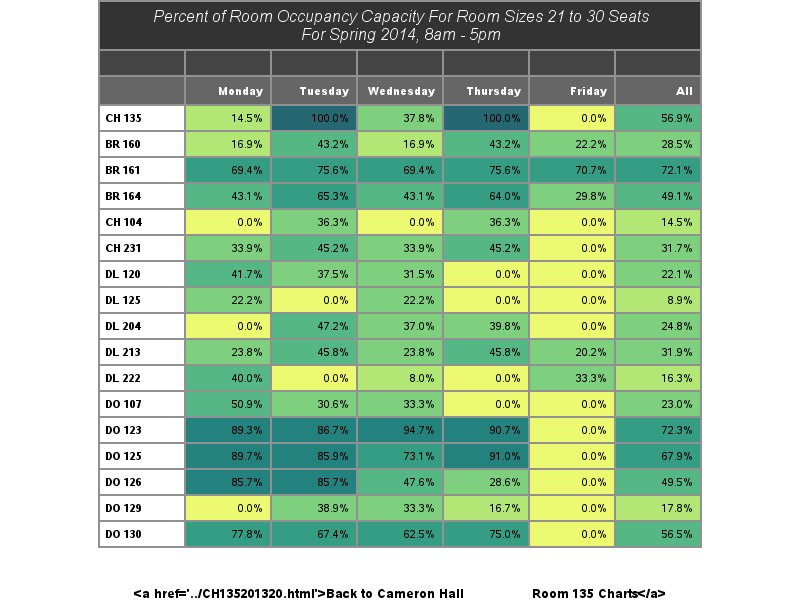 Percent of Room Occupancy Capacity For Room Sizes 21 to 30 Seats
For Spring 2014, 8am - 5pm
Monday Tuesday Wednesday Thursday Friday All
CH 135 14.5% 100.0% 37.8% 100.0% 0.0% 56.9%
BR 160 16.9% 43.2% 16.9% 43.2% 22.2% 28.5%
BR 161 69.4% 75.6% 69.4% 75.6% 70.7% 72.1%
BR 164 43.1% 65.3% 43.1% 64.0% 29.8% 49.1%
CH 104 0.0% 36.3% 0.0% 36.3% 0.0% 14.5%
CH 231 33.9% 45.2% 33.9% 45.2% 0.0% 31.7%
DL 120 41.7% 37.5% 31.5% 0.0% 0.0% 22.1%
DL 125 22.2% 0.0% 22.2% 0.0% 0.0% 8.9%
DL 204 0.0% 47.2% 37.0% 39.8% 0.0% 24.8%
DL 213 23.8% 45.8% 23.8% 45.8% 20.2% 31.9%
DL 222 40.0% 0.0% 8.0% 0.0% 33.3% 16.3%
DO 107 50.9% 30.6% 33.3% 0.0% 0.0% 23.0%
DO 123 89.3% 86.7% 94.7% 90.7% 0.0% 72.3%
DO 125 89.7% 85.9% 73.1% 91.0% 0.0% 67.9%
DO 126 85.7% 85.7% 47.6% 28.6% 0.0% 49.5%
DO 129 0.0% 38.9% 33.3% 16.7% 0.0% 17.8%
DO 130 77.8% 67.4% 62.5% 75.0% 0.0% 56.5%
<a href='../CH135201320.html'>Back to Cameron Hall Room 135 Charts</a>